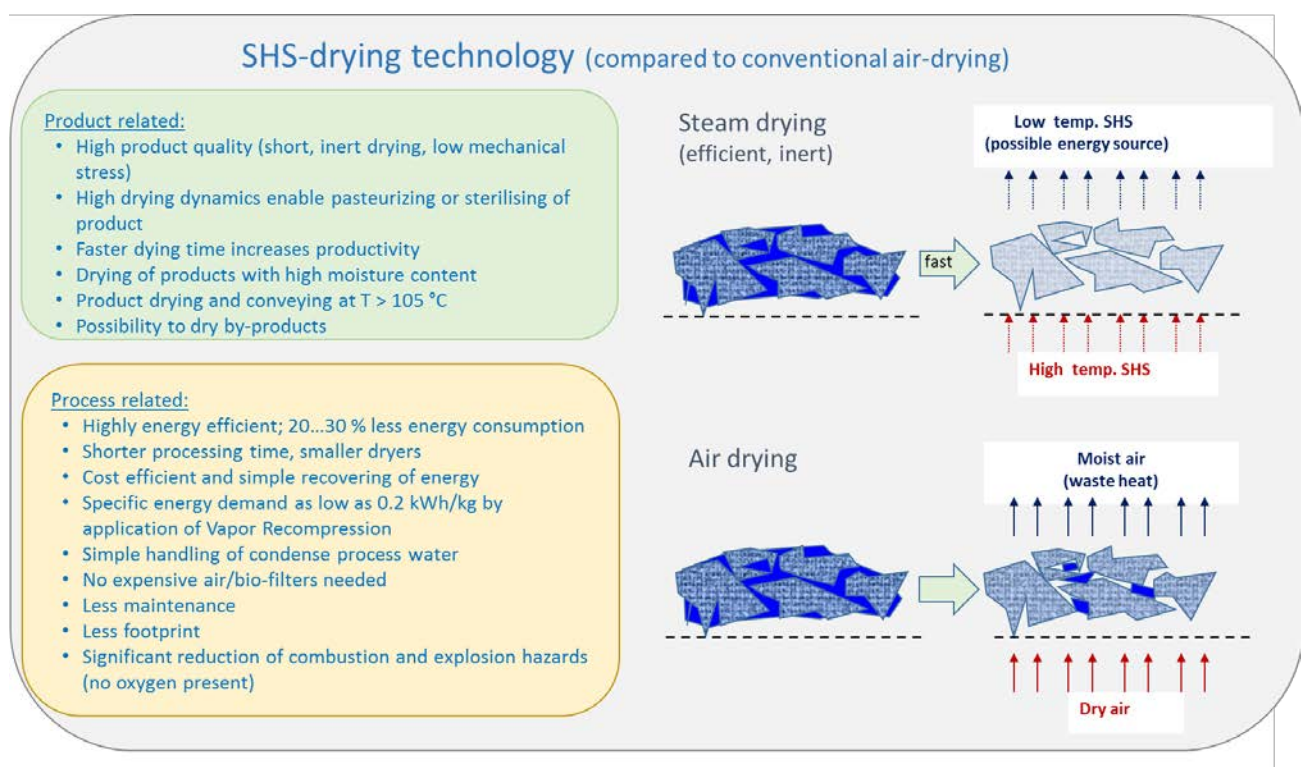 SHS-drying technology (compared to conventional air-drying)
Product related:
• High product quality (short, inert drying, low mechanical
stress)
• High drying dynamics enable pasteurizing or sterilising of
product
• Faster dying time increases productivity
• Drying of products with high moisture content
• Product drying and conveying at T > 105 °C
• Possibility to dry by-products
Process related:
• Highly energy efficient; 20...30 % less energy consumption
• Shorter processing time, smaller dryers
• Cost efficient and simple recovering of energy
• Specific energy demand as low as 0.2 kWh/kg by
application of Vapor Recompression
• Simple handling of condense process water
• No expensive air/bio-filters needed
• Less maintenance
• Less footprint
• Significant reduction of combustion and explosion hazards
(no oxygen present)
Steam drying
(efficient, inert)
Low temp. SHS
(possible energy source)
fast
High temp. SHS
Air drying
Moist air
(waste heat)
Dry air